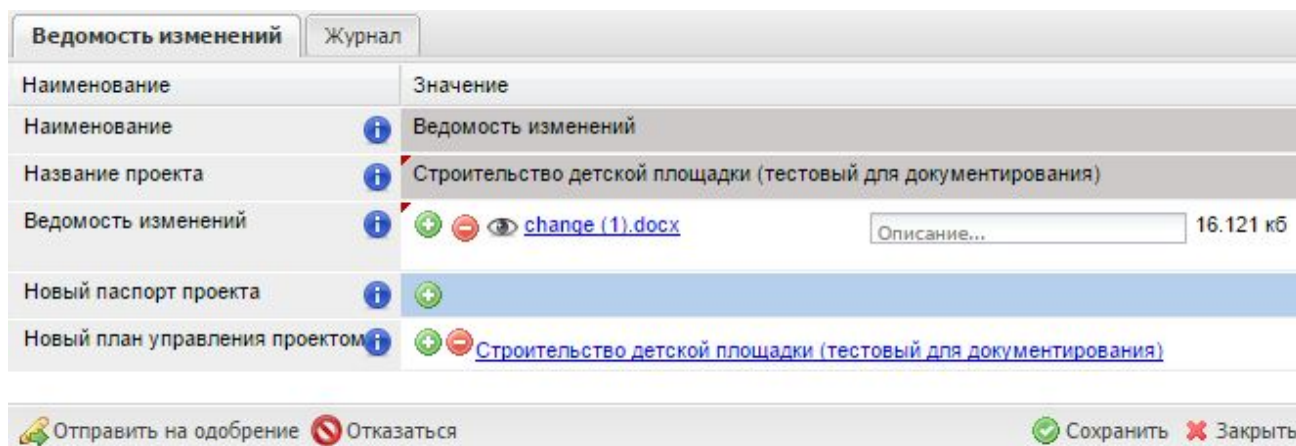 Ведомость изменений Журнал
Наименование Значение
Наименование Ведомость изменений
Название проекта Строительство детской площадки (тестовый для документирования)
Ведомость изменений change (1).docx Описание... 16.121 кб
Новый паспорт проекта
Новый план управления проектом Строительство детской площадки (тестовый для документирования)
Отправить на одобрение Отказаться Сохранить Закрыть